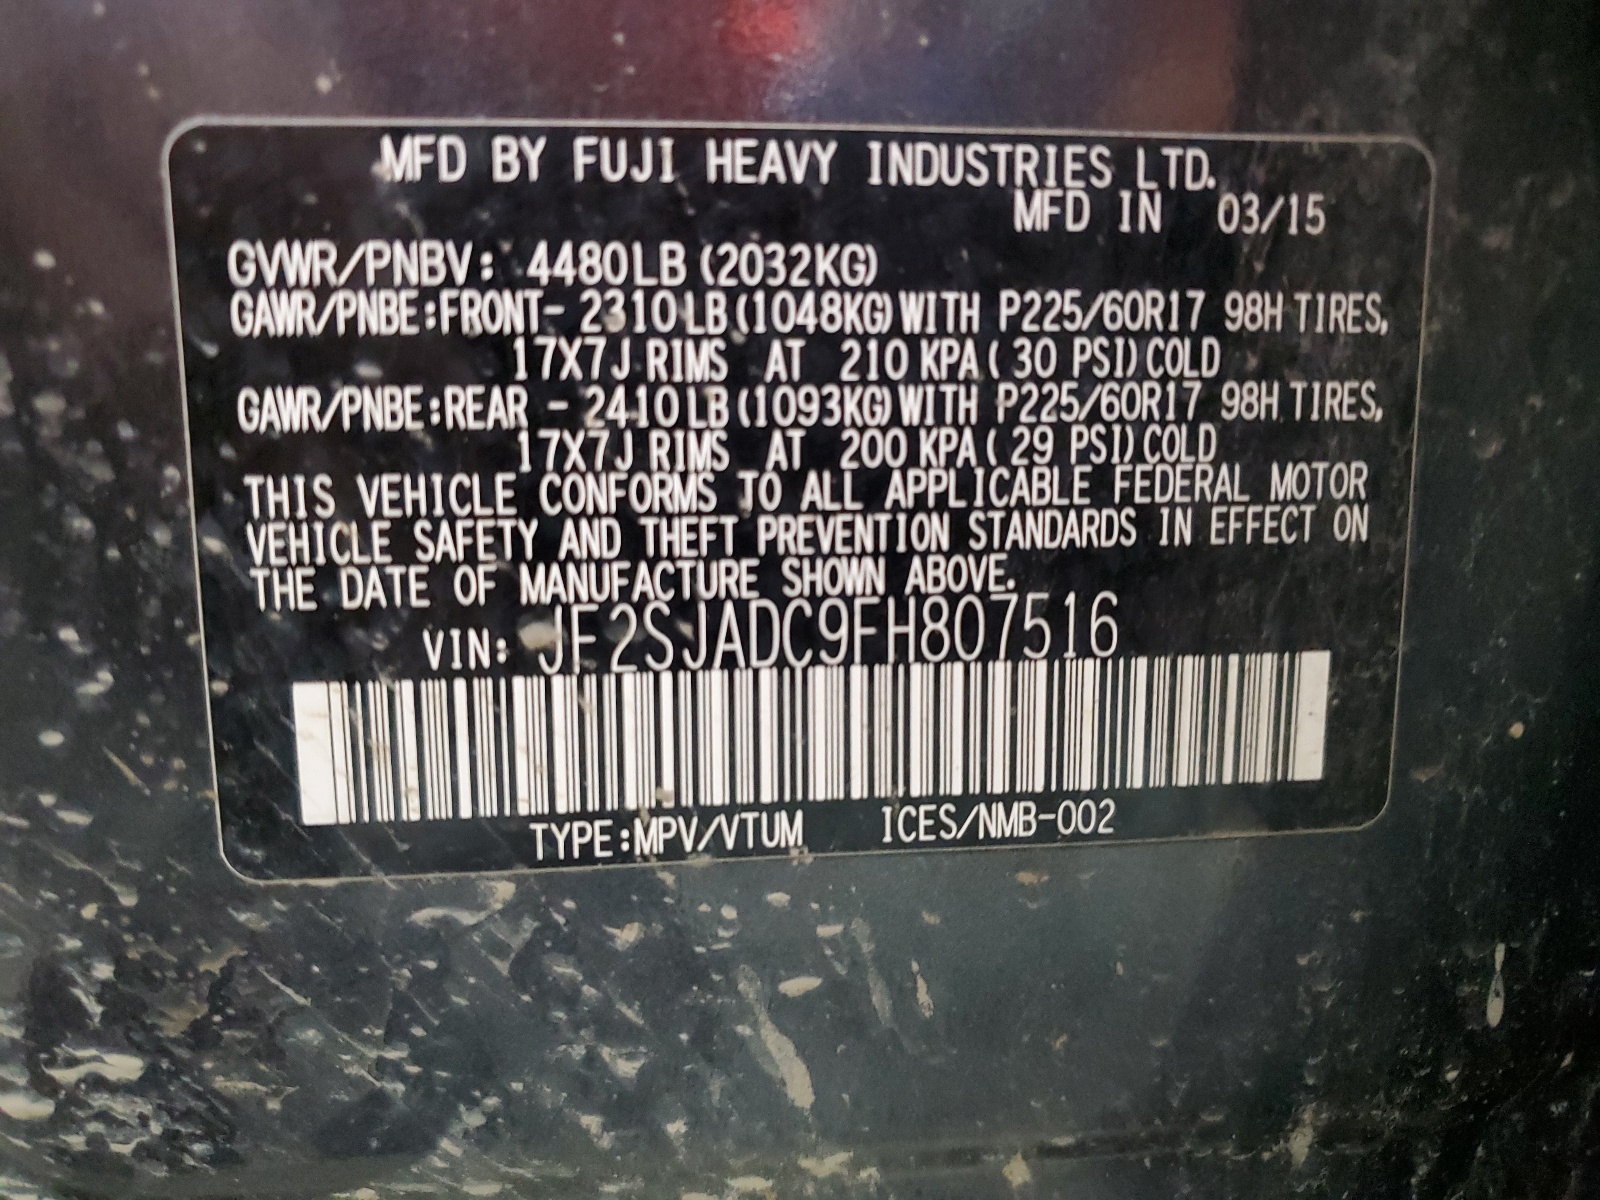 MFD BY FUJI HEAVY INDUSTRIES LTD.
MFD IN 03/15
GVWR/PNBV: 4480LB (2032KG)
GAWR/PNBE:FRONT- 2310LB(1048KG)WITH P225/60R17 98H TIRES,
17X7J RIMS AT 210 KPA( 30 PSI)COLD
GAWR/PNBE:REAR - 2410LB(1093KG)WITH P225/60R17 98H TIRES,
17X7J RIMS AT 200 KPA( 29 PSI)COLD
THIS VEHICLE CONFORMS TO ALL APPLICABLE FEDERAL MOTOR
VEHICLE SAFETY AND THEFT PREVENTION STANDARDS IN EFFECT ON
THE DATE OF MANUFACTURE SHOWN ABOVE.
VIN: JF2SJADC9FH807516
TYPE:MPV/VTUM ICES/NMB-002